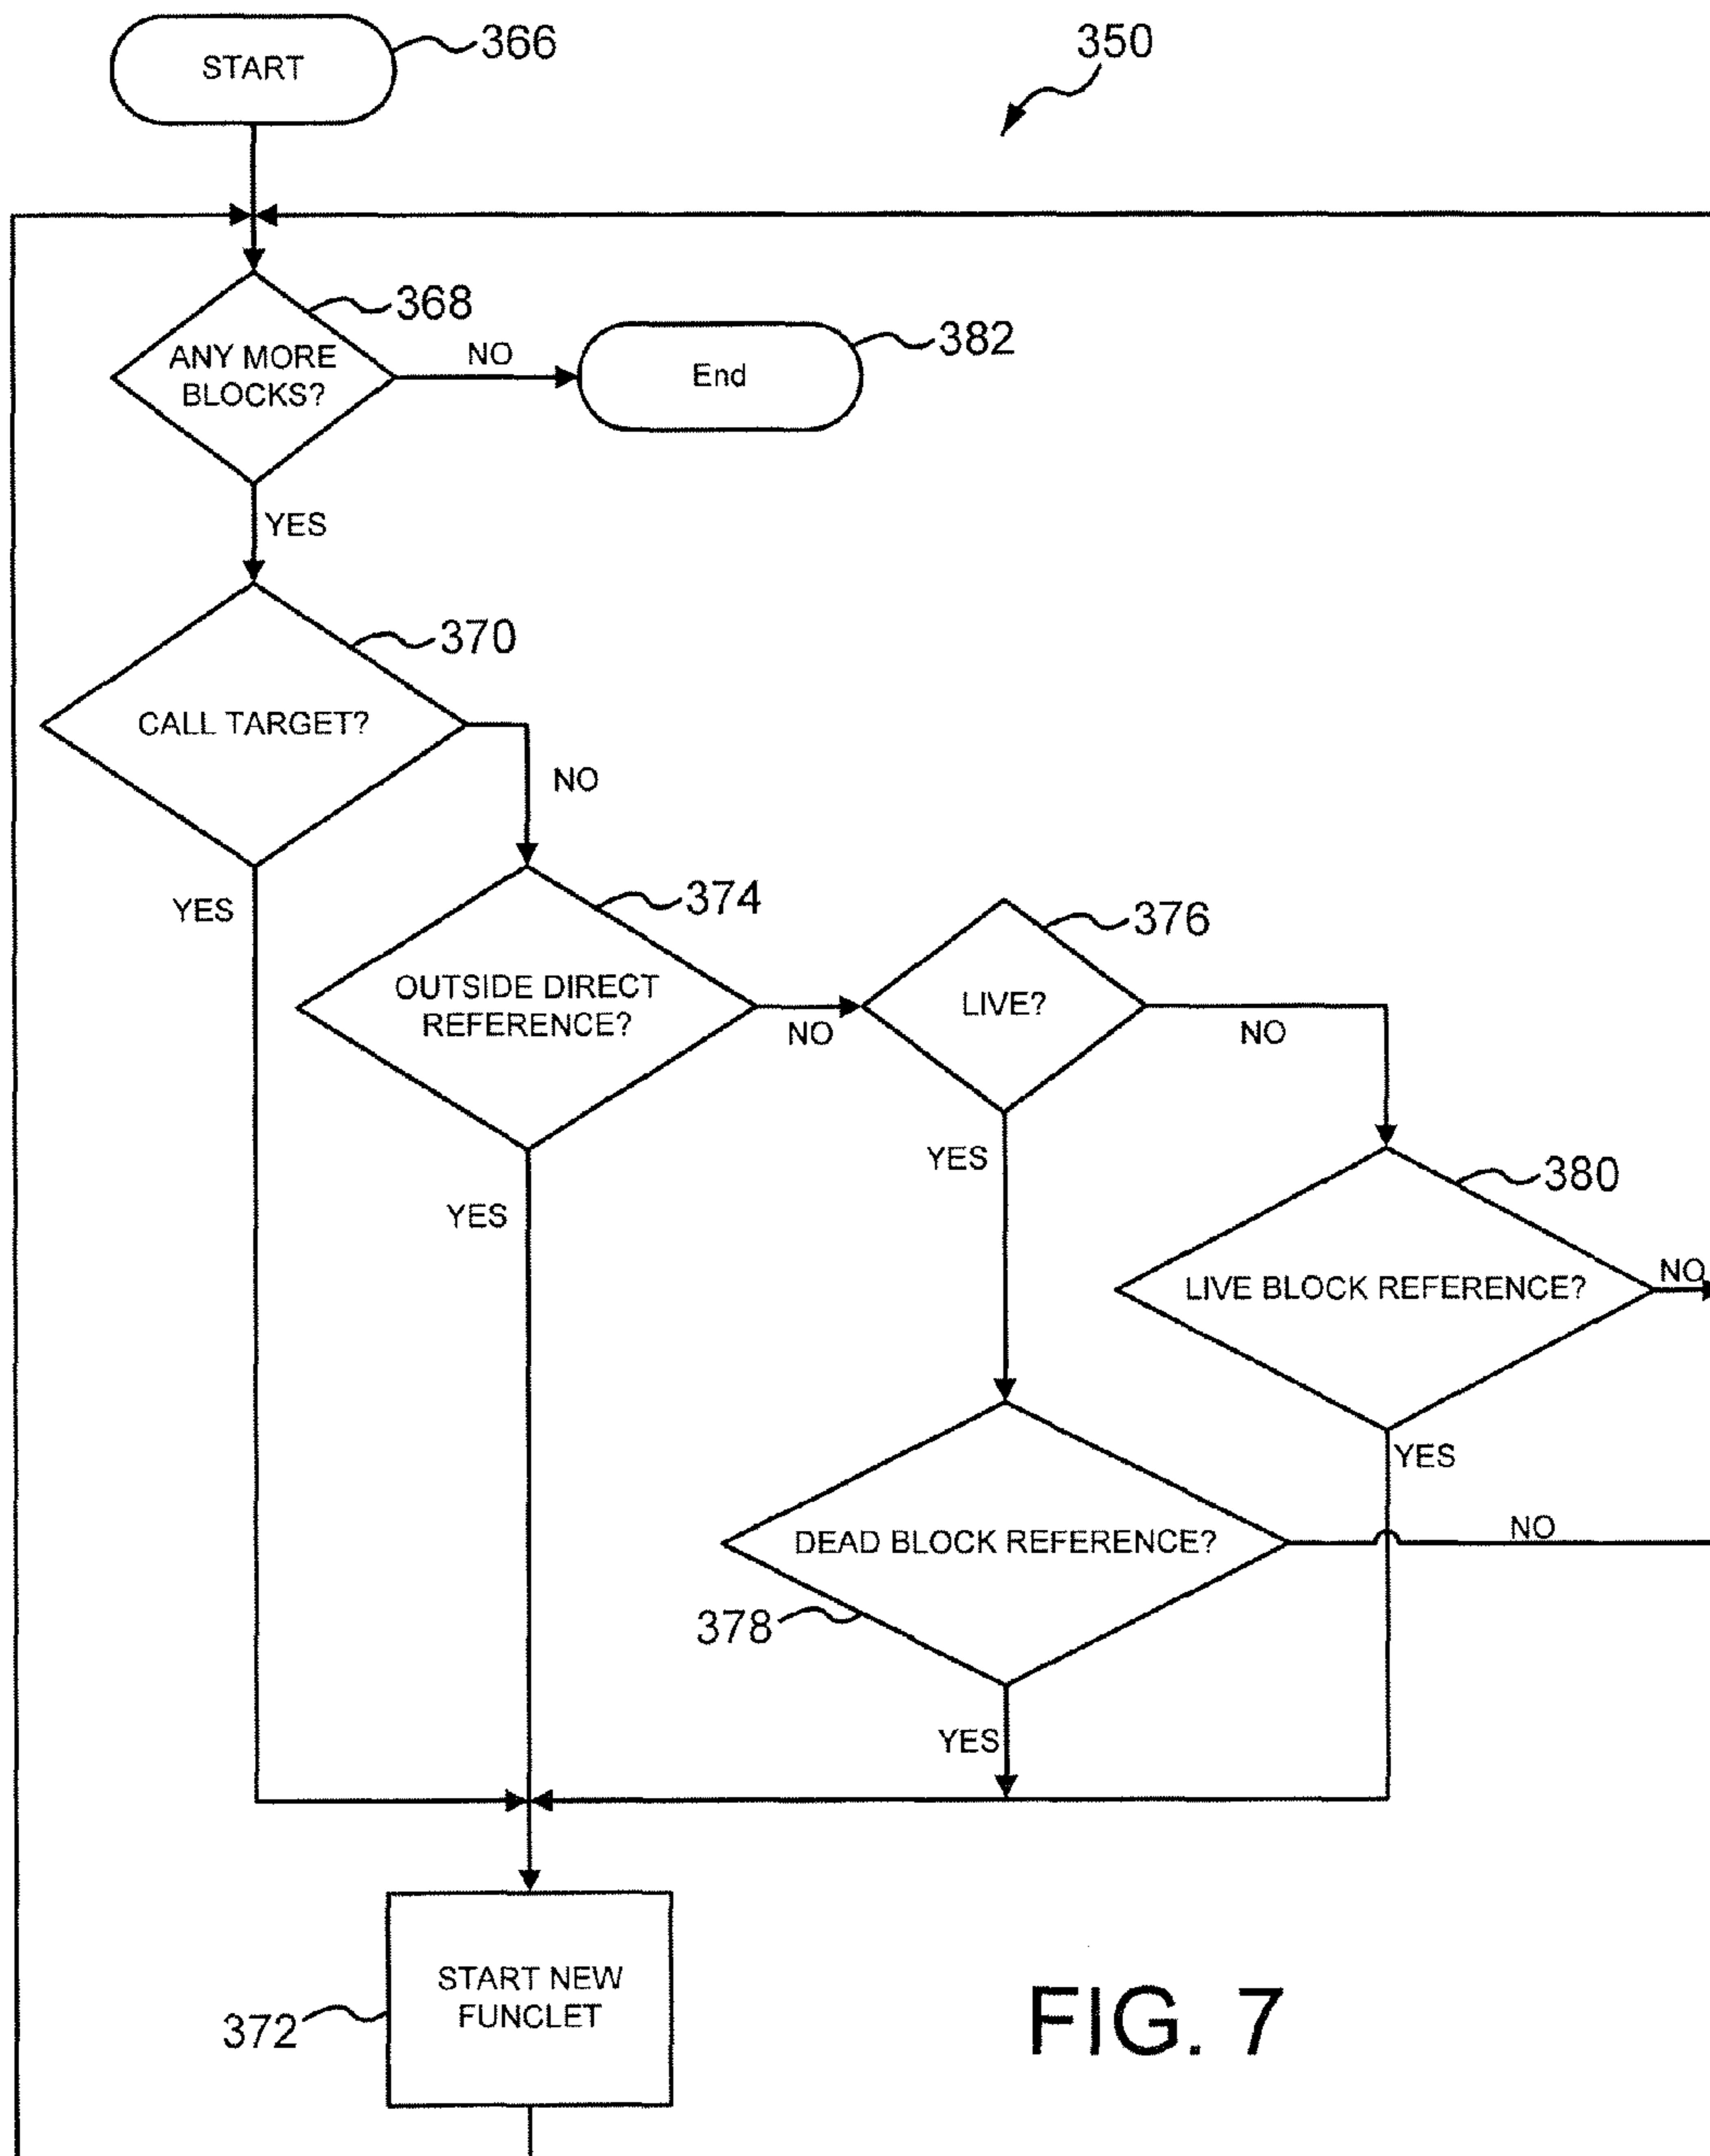 366
START
350
368
ANY MORE
BLOCKS?
NO
End
382
YES
370
CALL TARGET?
NO
YES
374
OUTSIDE DIRECT
REFERENCE?
NO
376
LIVE?
NO
YES
YES
380
LIVE BLOCK REFERENCE?
NO
YES
DEAD BLOCK REFERENCE?
NO
378
YES
START NEW
FUNCLET
372
FIG. 7